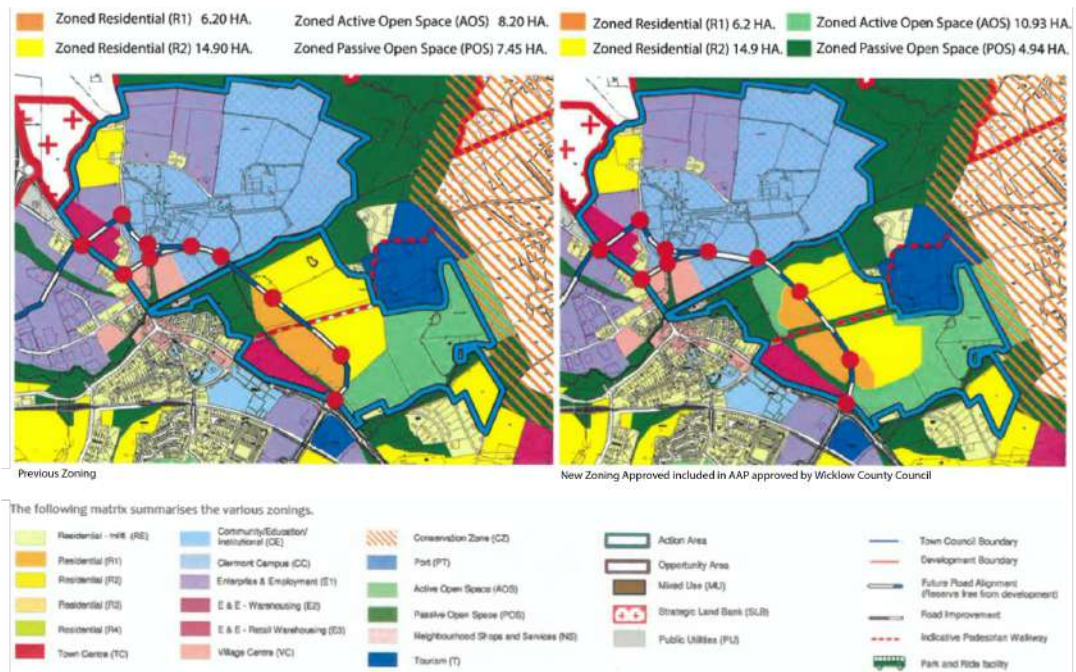 Zoned Residential (R1) 6.20 HA.
Zoned Active Open Space (AOS) 8.20 HA.
Zoned Residential (R2) 14.90 HA.
Zoned Passive Open Space (POS) 7.45 HA.
Zoned Residential (R1) 6.2 HA.
Zoned Active Open Space (AOS) 10.93 HA.
Zoned Residential (R2) 14.9 HA.
Zoned Passive Open Space (POS) 4.94 HA.
Previous Zoning
New Zoning Approved included in AAP approved by Wicklow County Council
The following matrix summarises the various zonings.
Residential - infill (RE)
Residential (R1)
Residential (R2)
Residential (R3)
Residential (R4)
Town Centre (TC)
Community/Education/
Institutional (CE)
Clermont Campus (CC)
Enterprise & Employment (E1)
E & E - Warehousing (E2)
E & E - Retail Warehousing (E3)
Village Centre (VC)
Conservation Zone (CZ)
Port (PT)
Active Open Space (AOS)
Passive Open Space (POS)
Neighbourhood Shops and Services (NS)
Tourism (T)
Action Area
Opportunity Area
Mixed Use (MU)
Strategic Land Bank (SLB)
Public Utilities (PU)
Town Council Boundary
Development Boundary
Future Road Alignment
(Reserve free from development)
Road Improvement
Indicative Pedestrian Walkway
Park and Ride facility